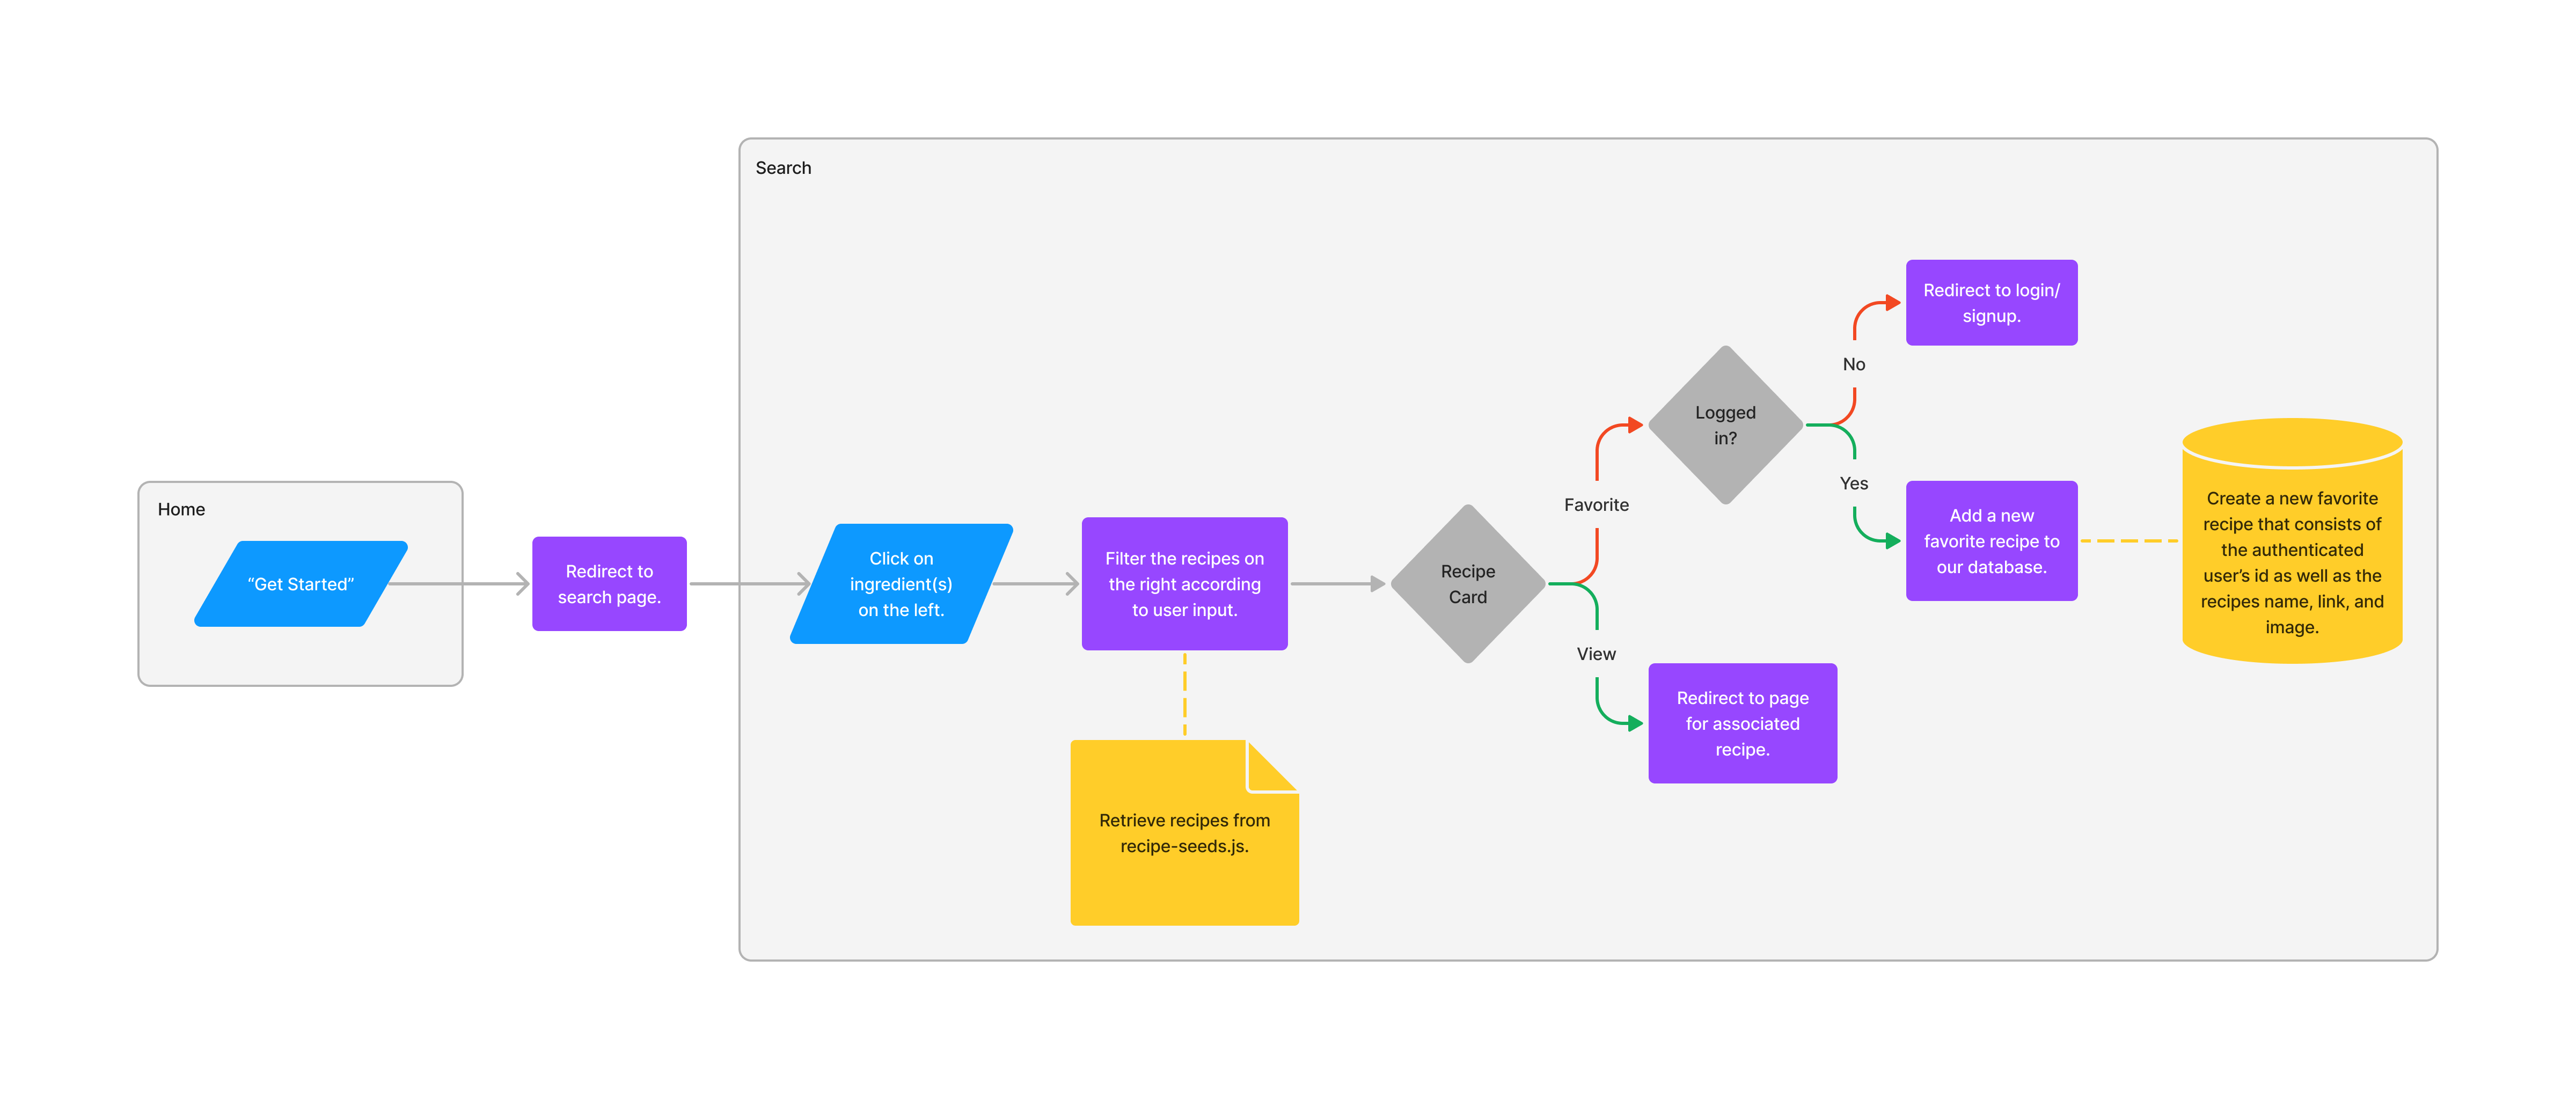 Search
Home
“Get Started”
Redirect to
search page.
Click on
ingredient(s)
on the left.
Filter the recipes on
the right according
to user input.
Retrieve recipes from
recipe-seeds.js.
Recipe
Card
Favorite
View
Redirect to page
for associated
recipe.
Logged
in?
No
Yes
Redirect to login/
signup.
Add a new
favorite recipe to
our database.
Create a new favorite
recipe that consists of
the authenticated
user’s id as well as the
recipes name, link, and
image.